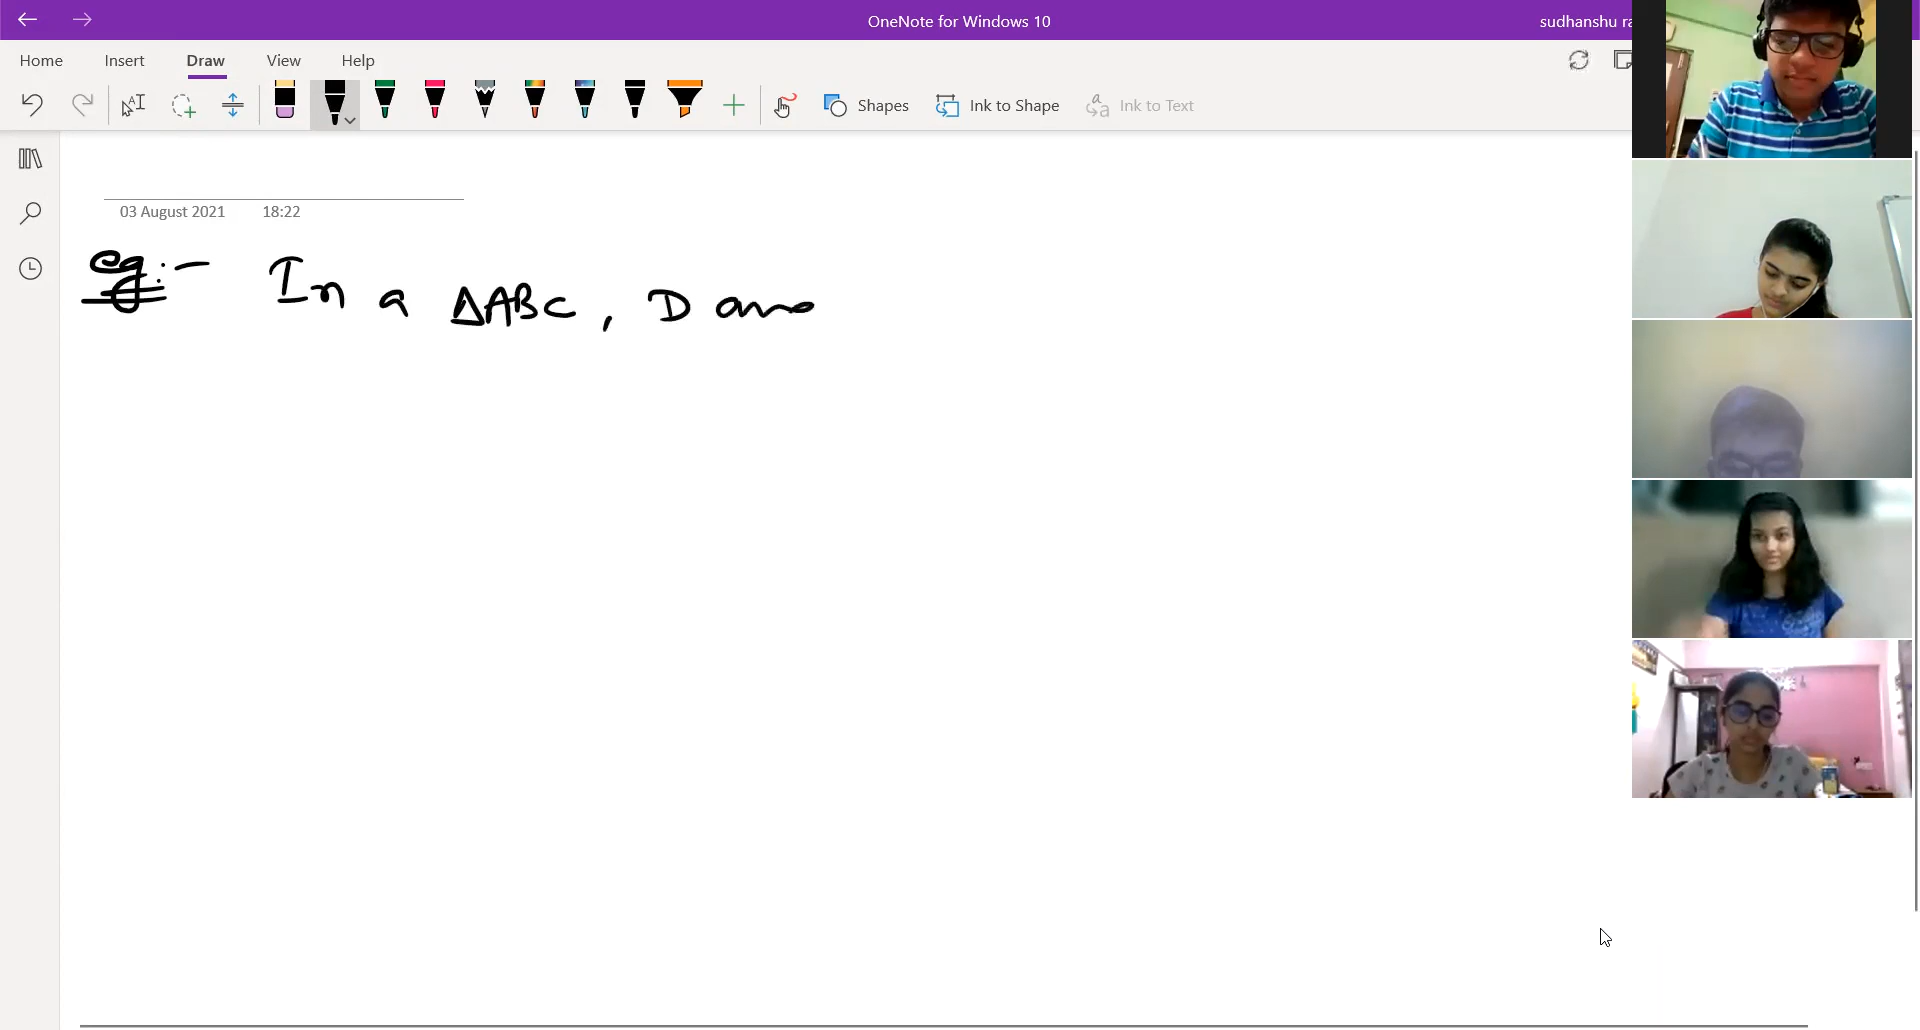 OneNote for Windows 10
sudhanshu ra
Home Insert Draw View Help
Shapes Ink to Shape Ink to Text
03 August 2021 18:22
eg:- In a ΔABC, D